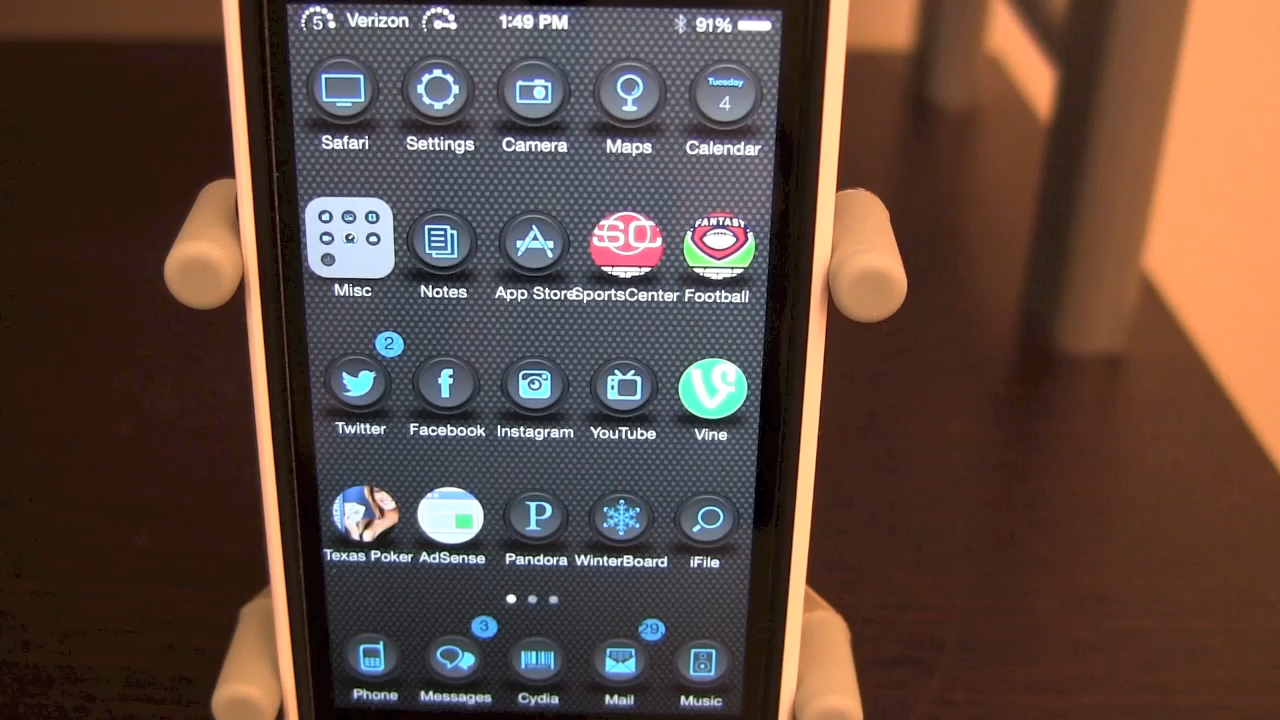 5 Verizon 1:49 PM 91%
Tuesday
4
Safari Settings Camera Maps Calendar
SC
FANTASY
Misc Notes App Store SportsCenter Football
2
Twitter Facebook Instagram YouTube Vine
P
Texas Poker AdSense Pandora WinterBoard iFile
3 29
Phone Messages Cydia Mail Music